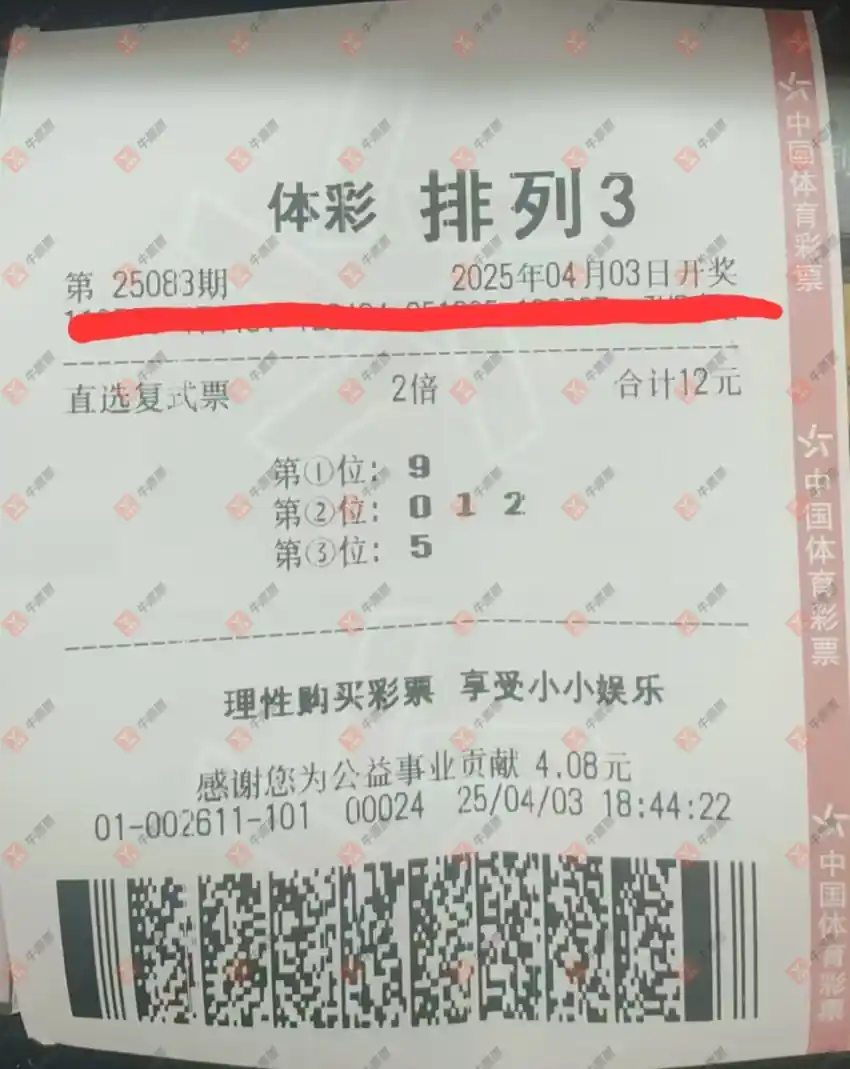 体彩 排列3
第 25083期 2025年04月03日开奖
直选复式票 2倍 合计12元
第①位: 9
第②位: 0 1 2
第③位: 5
理性购买彩票 享受小小娱乐
感谢您为公益事业贡献 4.08元
01-002611-101 00024 25/04/03 18:44:22
中国体育彩票
中国体育彩票
中国体育彩票